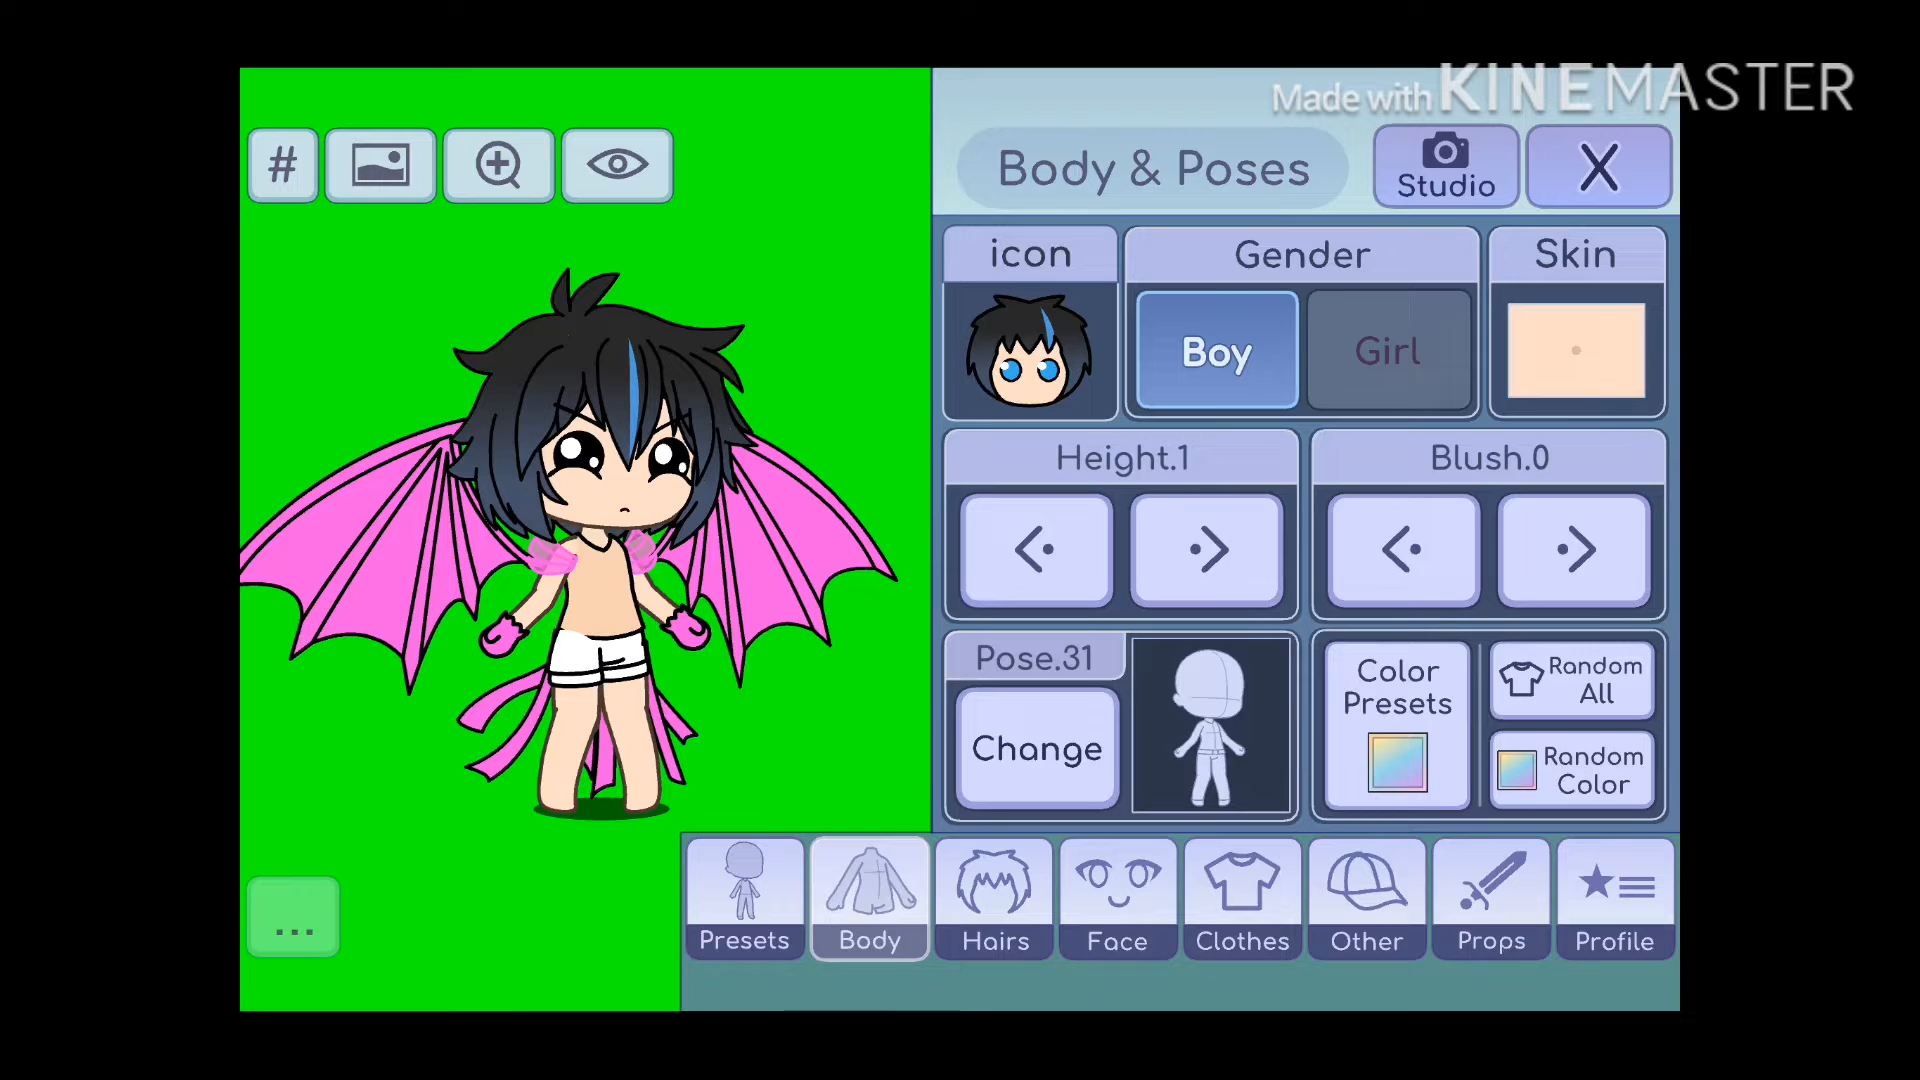 Made with KINEMASTER
#
Body & Poses
Studio
X
icon
Gender
Skin
Boy
Girl
Height.1
Blush.0
Pose.31
Change
Color
Presets
Random
All
Random
Color
...
Presets
Body
Hairs
Face
Clothes
Other
Props
Profile